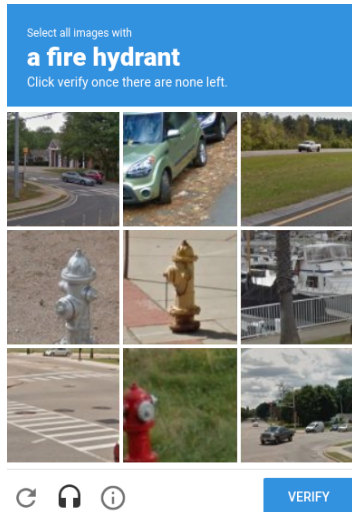 Select all images with
a fire hydrant
Click verify once there are none left.
VERIFY